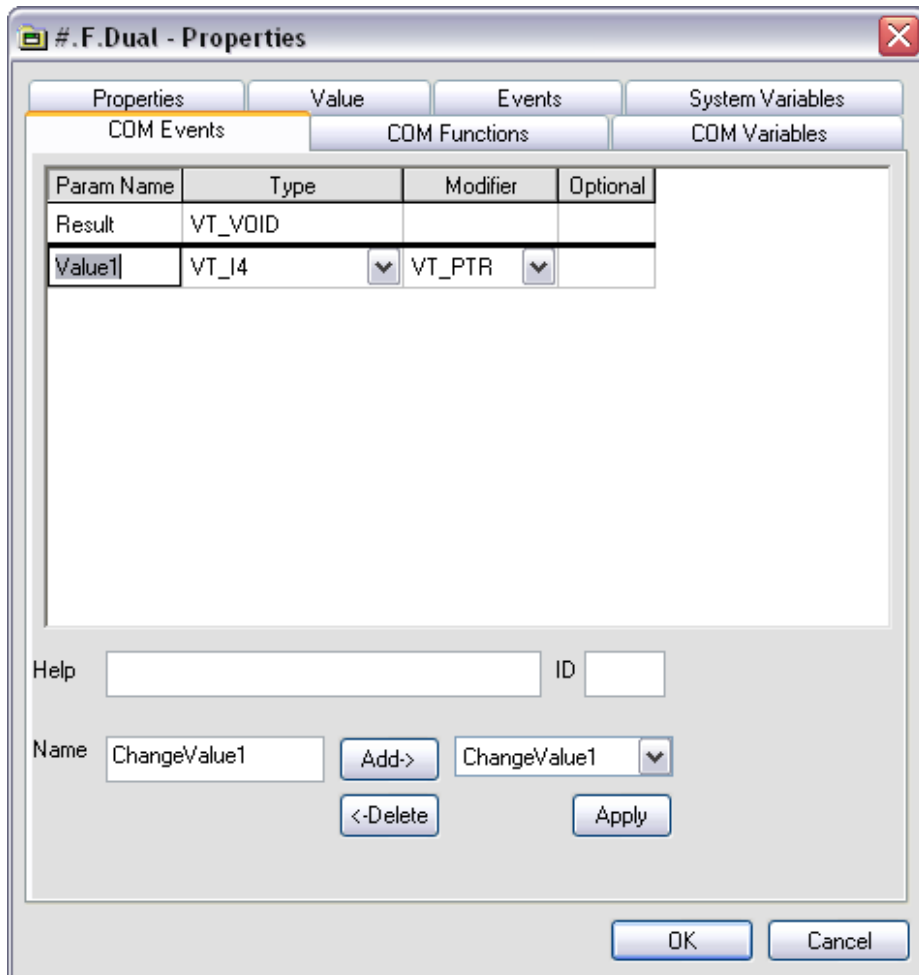 #.F.Dual - Properties
Properties Value Events System Variables
COM Events COM Functions COM Variables
Param Name Type Modifier Optional
Result VT_VOID
Value1 VT_I4 VT_PTR
Help ID
Name ChangeValue1 Add-> ChangeValue1
<-Delete Apply
OK Cancel